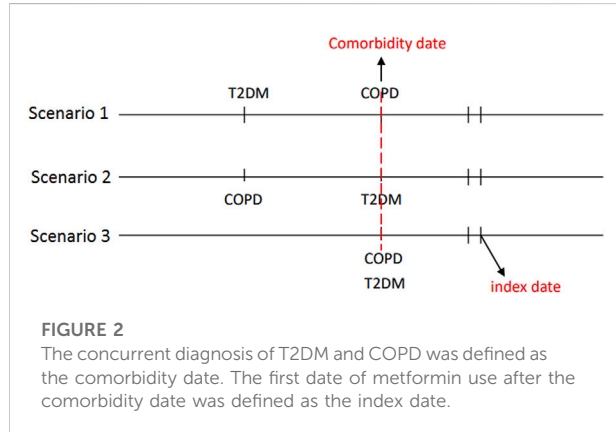 Comorbidity date
T2DM COPD
Scenario 1
Scenario 2
COPD T2DM
Scenario 3
COPD
T2DM
index date
FIGURE 2
The concurrent diagnosis of T2DM and COPD was defined as
the comorbidity date. The first date of metformin use after the
comorbidity date was defined as the index date.